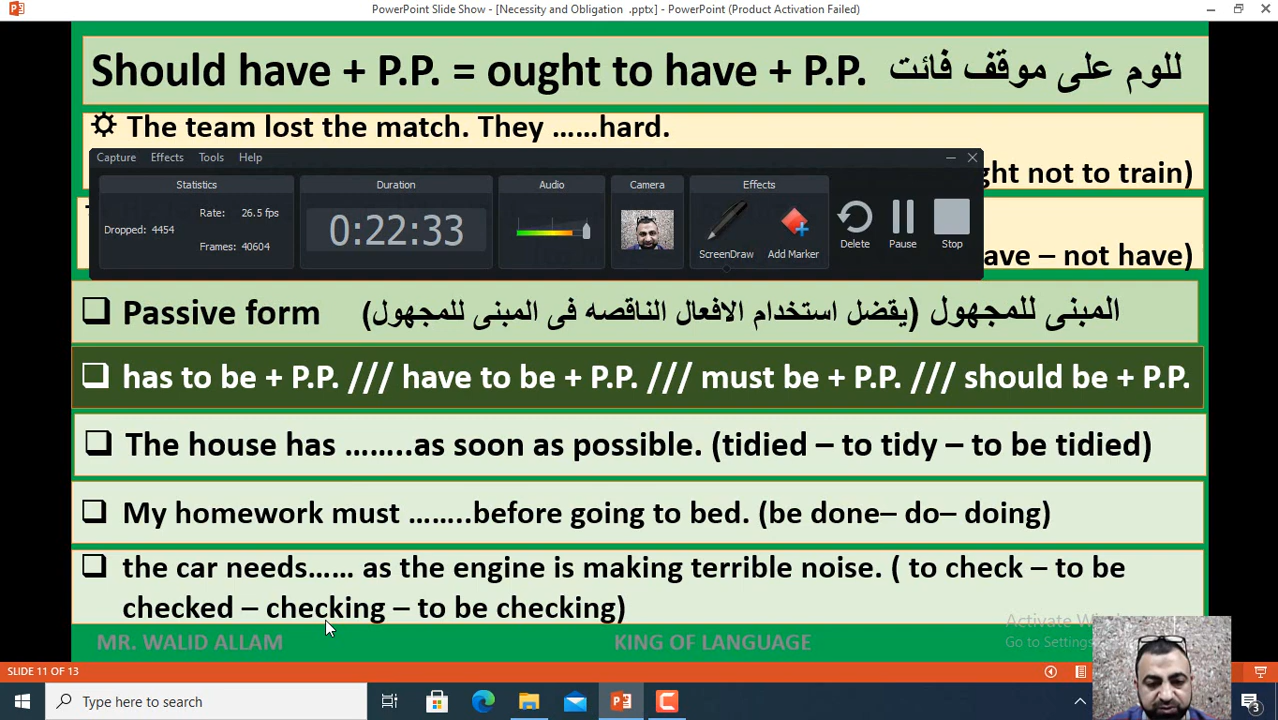 PowerPoint Slide Show - [Necessity and Obligation .pptx] - PowerPoint (Product Activation Failed)
Should have + P.P. = ought to have + P.P. للوم على موقف فائت
☼ The team lost the match. They ……hard.
Capture Effects Tools Help
Statistics Duration Audio Camera Effects
ght not to train)
Rate: 26.5 fps
Dropped: 4454
0:22:33
Frames: 40604
Delete Pause Stop
ScreenDraw Add Marker
ave – not have)
❑ Passive form المبنى للمجهول (يقضل استخدام الافعال الناقصه فى المبنى للمجهول)
❑ has to be + P.P. /// have to be + P.P. /// must be + P.P. /// should be + P.P.
❑ The house has ……..as soon as possible. (tidied – to tidy – to be tidied)
❑ My homework must ……..before going to bed. (be done– do– doing)
❑ the car needs…… as the engine is making terrible noise. ( to check – to be
checked – checking – to be checking)
Activate Wi
Go to Settings
MR. WALID ALLAM KING OF LANGUAGE
SLIDE 11 OF 13
Type here to search
3